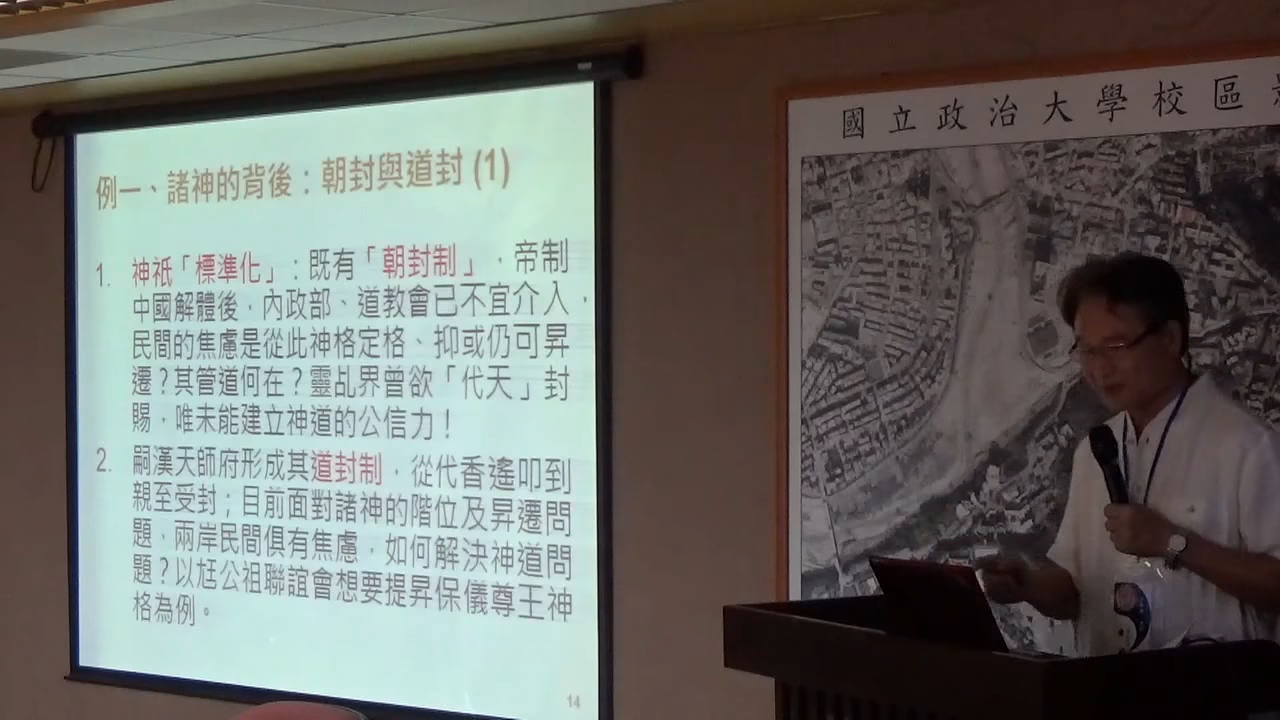 例一、諸神的背後：朝封與道封 (1)
1. 神祇「標準化」：既有「朝封制」，帝制
中國解體後，內政部、道教會已不宜介入，
民間的焦慮是從此神格定格、抑或仍可昇
遷？其管道何在？靈乩界曾欲「代天」封
賜，唯未能建立神道的公信力！
2. 嗣漢天師府形成其道封制，從代香遙叩到
親至受封；目前面對諸神的階位及昇遷問
題，兩岸民間俱有焦慮，如何解決神道問
題？以尪公祖聯誼會想要提昇保儀尊王神
格為例。
14
國立政治大學校區